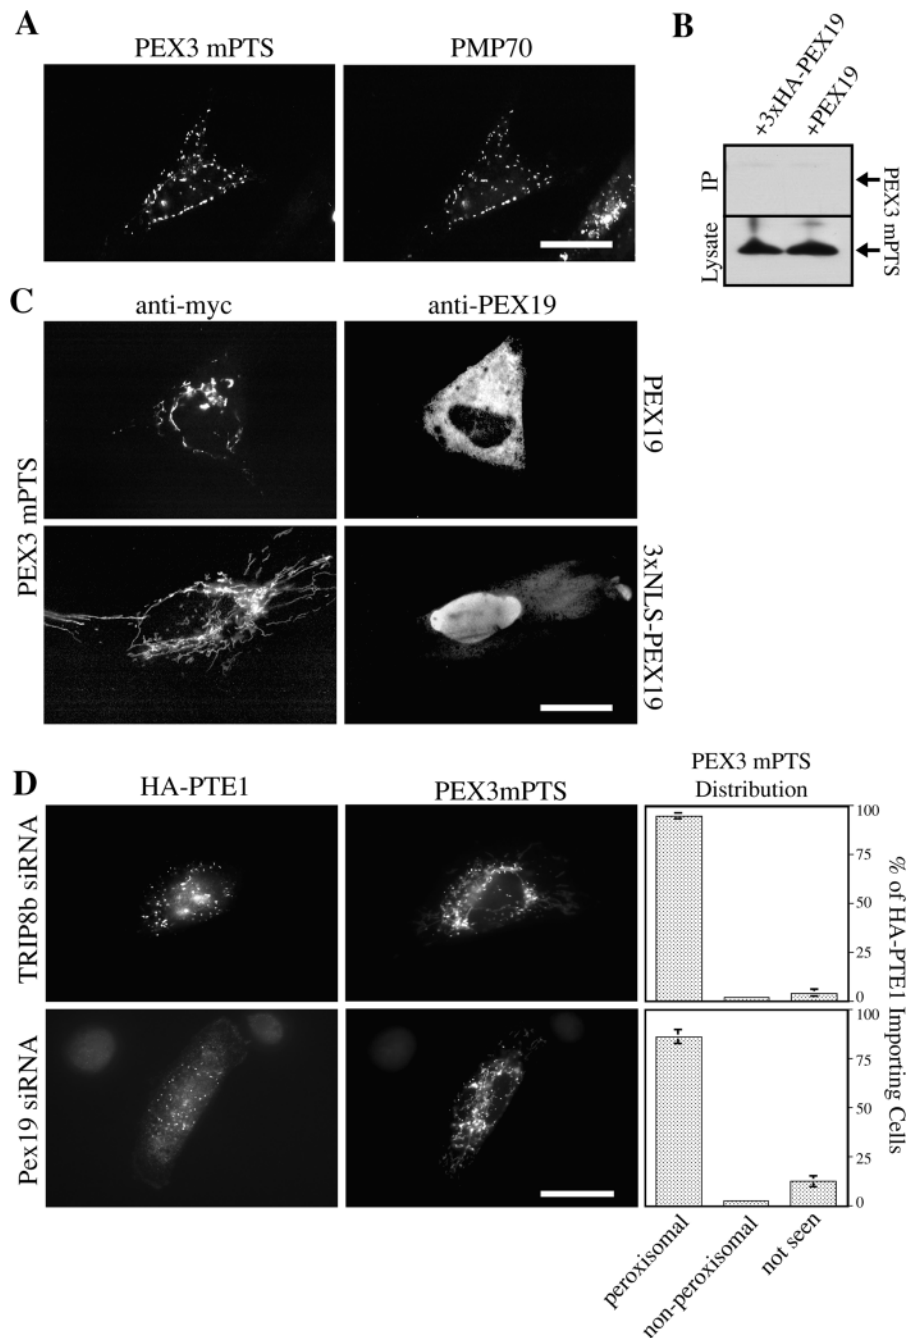 A
PEX3 mPTS
PMP70
B
+3xHA-PEX19
+PEX19
IP
Lysate
PEX3 mPTS
C
anti-myc
anti-PEX19
PEX3 mPTS
PEX19
3xNLS-PEX19
D
HA-PTE1
PEX3mPTS
PEX3 mPTS
Distribution
TRIP8b siRNA
Pex19 siRNA
100
75
50
25
0
100
75
50
25
0
% of HA-PTE1 Importing Cells
peroxisomal
non-peroxisomal
not seen